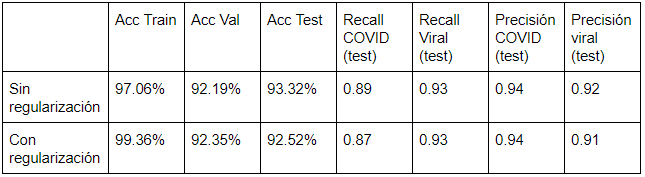 Acc Train Acc Val Acc Test Recall COVID (test) Recall Viral (test) Precisión COVID (test) Precisión viral (test)
Sin regularización 97.06% 92.19% 93.32% 0.89 0.93 0.94 0.92
Con regularización 99.36% 92.35% 92.52% 0.87 0.93 0.94 0.91